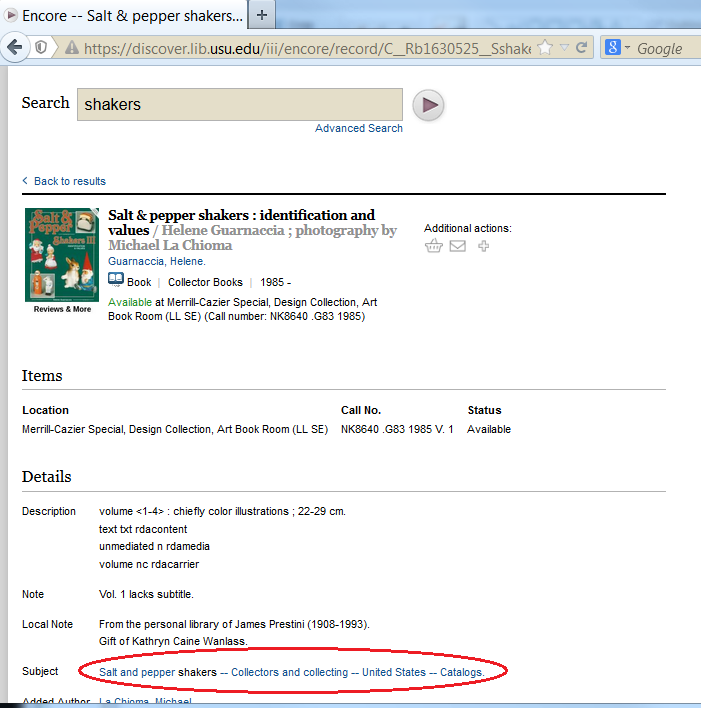 Encore -- Salt & pepper shakers...
https://discover.lib.usu.edu/iii/encore/record/C__Rb1630525__Sshake
8 Google
Search shakers
Advanced Search
< Back to results
Salt & pepper shakers : identification and
values / Helene Guarnaccia ; photography by
Michael La Chioma
Guarnaccia, Helene.
Book | Collector Books | 1985 -
Available at Merrill-Cazier Special, Design Collection, Art
Book Room (LL SE) (Call number: NK8640 .G83 1985)
Additional actions:
Salt &
Pepper
Shakers III
Reviews & More
Items
Location Call No. Status
Merrill-Cazier Special, Design Collection, Art Book Room (LL SE) NK8640 .G83 1985 V. 1 Available
Details
Description volume <1-4> : chiefly color illustrations ; 22-29 cm.
text txt rdacontent
unmediated n rdamedia
volume nc rdacarrier
Note Vol. 1 lacks subtitle.
Local Note From the personal library of James Prestini (1908-1993).
Gift of Kathryn Caine Wanlass.
Subject Salt and pepper shakers -- Collectors and collecting -- United States -- Catalogs.
Added Author La Chioma, Michael